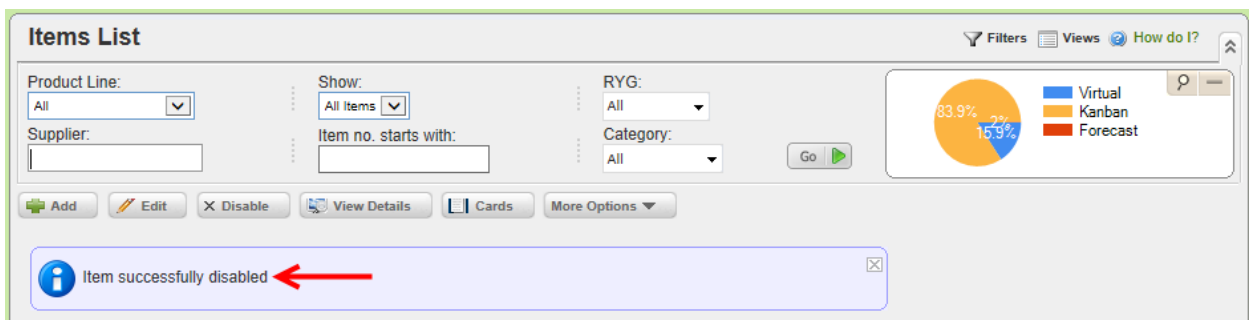 Items List
Filters Views How do I?
Product Line: Show: RYG:
All All Items All
Supplier: Item no. starts with: Category:
All
Go
83.9%
2%
15.9%
Virtual
Kanban
Forecast
Add Edit X Disable View Details Cards More Options
Item successfully disabled